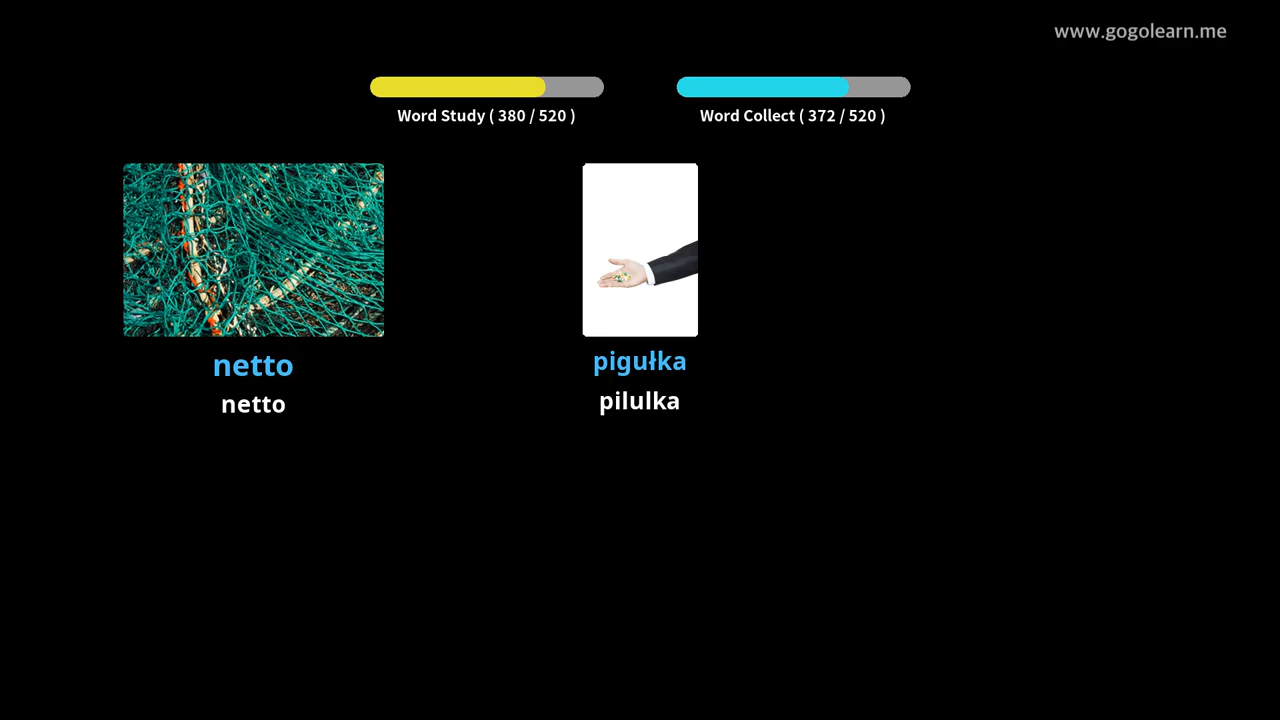 www.gogolearn.me
Word Study ( 380 / 520 )
Word Collect ( 372 / 520 )
netto
netto
pigułka
pilulka